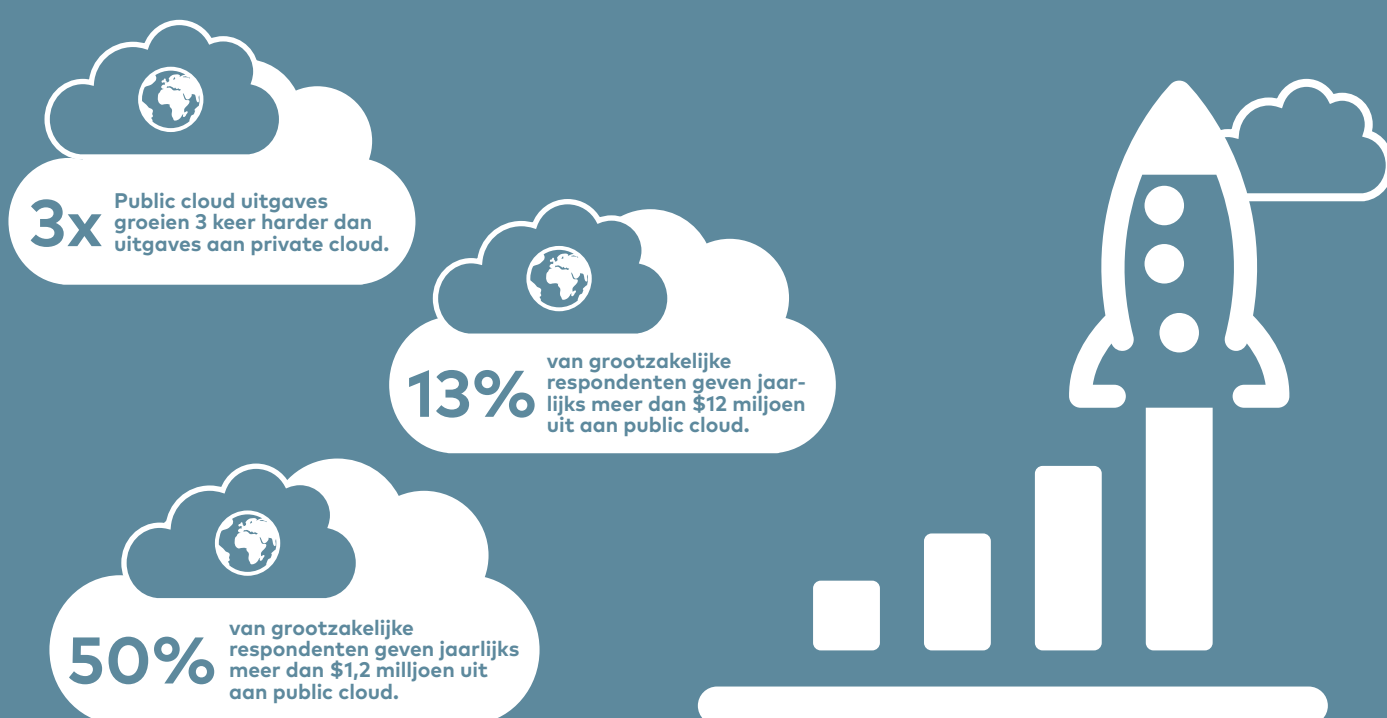 3x
Public cloud uitgaves
groeien 3 keer harder dan
uitgaves aan private cloud.
13%
van grootzakelijke
respondenten geven jaar-
lijks meer dan $12 miljoen
uit aan public cloud.
50%
van grootzakelijke
respondenten geven jaarlijks
meer dan $1,2 milljoen uit
aan public cloud.